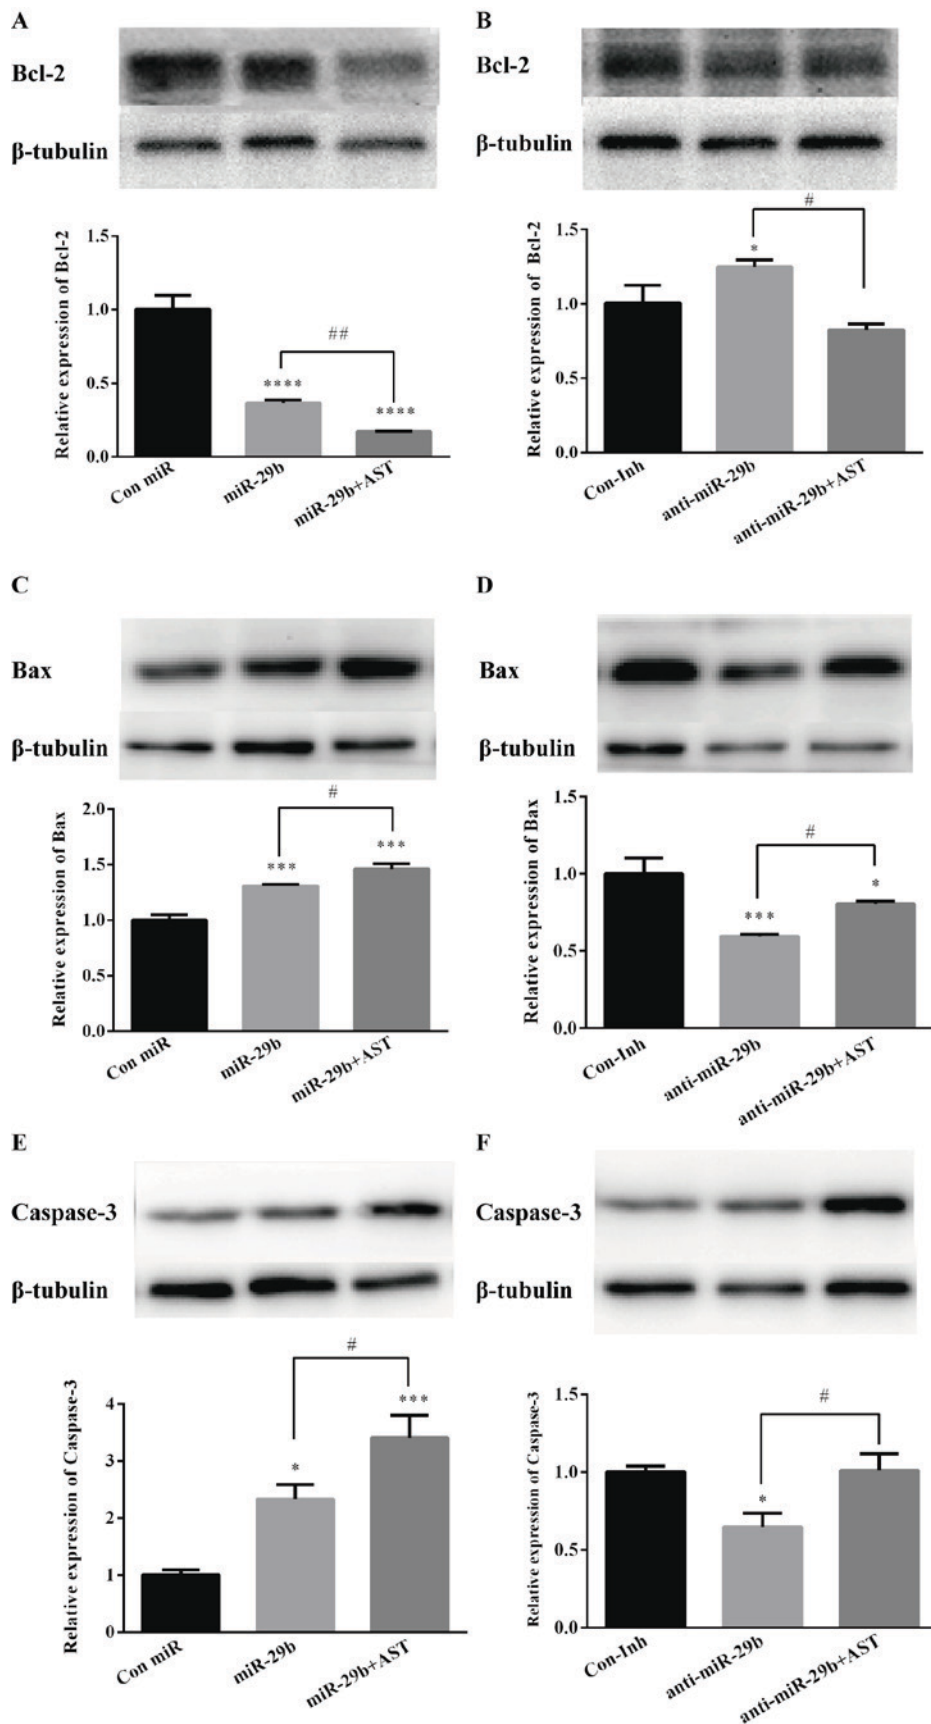 A
Bcl-2
β-tubulin
Relative expression of Bcl-2
1.5
1.0
0.5
0.0
##
****
****
Con miR
miR-29b
miR-29b+AST
B
Bcl-2
β-tubulin
Relative expression of Bcl-2
1.5
1.0
0.5
0.0
#
*
Con-Inh
anti-miR-29b
anti-miR-29b+AST
C
Bax
β-tubulin
Relative expression of Bax
2.0
1.5
1.0
0.5
0.0
#
***
***
Con miR
miR-29b
miR-29b+AST
D
Bax
β-tubulin
Relative expression of Bax
1.5
1.0
0.5
0.0
#
***
*
Con-Inh
anti-miR-29b
anti-miR-29b+AST
E
Caspase-3
β-tubulin
Relative expression of Caspase-3
4
3
2
1
0
#
*
***
Con miR
miR-29b
miR-29b+AST
F
Caspase-3
β-tubulin
Relative expression of Caspase-3
1.5
1.0
0.5
0.0
#
*
Con-Inh
anti-miR-29b
anti-miR-29b+AST